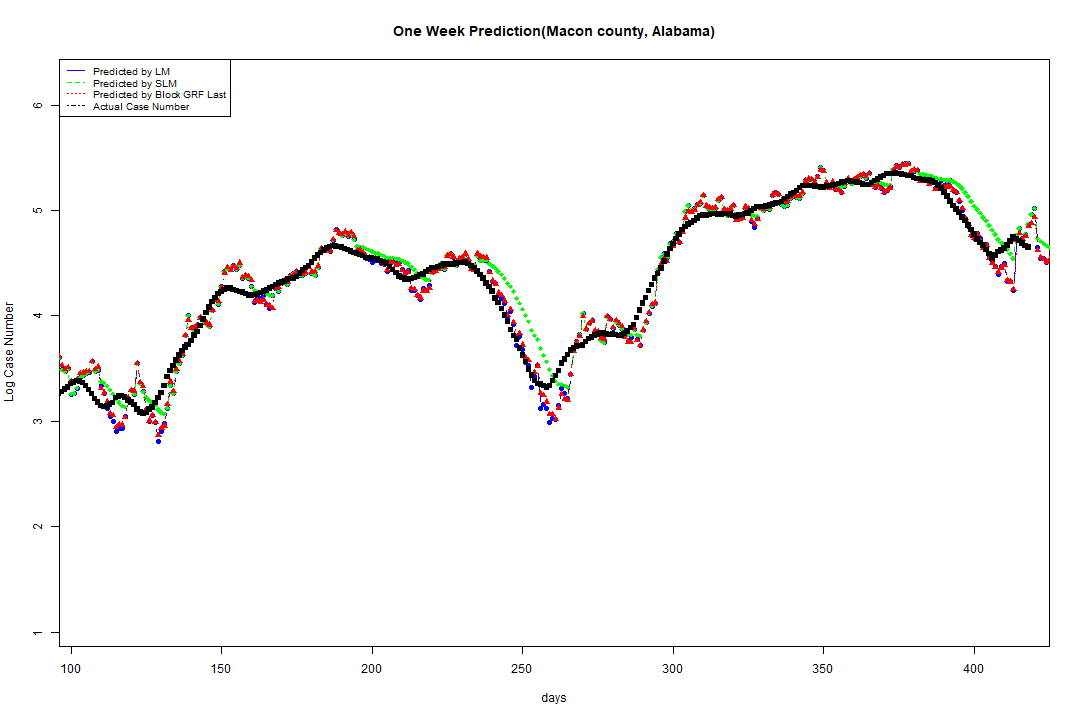 One Week Prediction(Macon county, Alabama)
Predicted by LM
Predicted by SLM
Predicted by Block GRF Last
Actual Case Number
6
5
4
3
2
1
Log Case Number
100 150 200 250 300 350 400
days